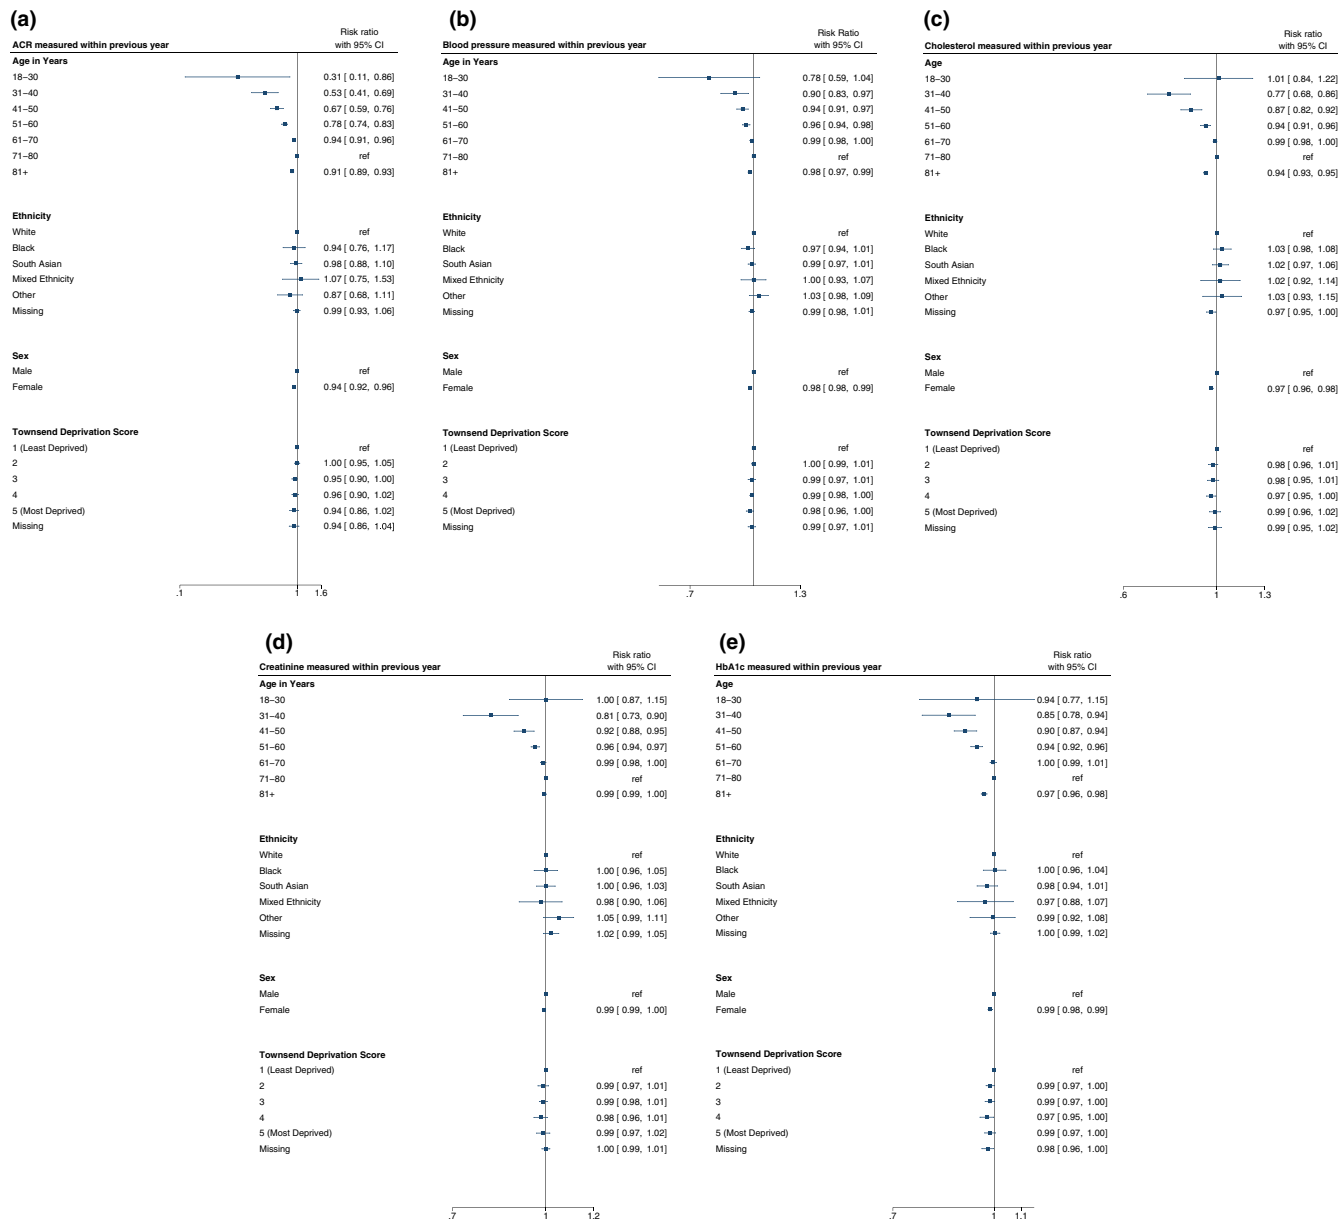 (a)
Risk ratio
ACR measured within previous year with 95% CI
Age in Years
18–30 0.31 [ 0.11, 0.86]
31–40 0.53 [ 0.41, 0.69]
41–50 0.67 [ 0.59, 0.76]
51–60 0.78 [ 0.74, 0.83]
61–70 0.94 [ 0.91, 0.96]
71–80 ref
81+ 0.91 [ 0.89, 0.93]
Ethnicity
White ref
Black 0.94 [ 0.76, 1.17]
South Asian 0.98 [ 0.88, 1.10]
Mixed Ethnicity 1.07 [ 0.75, 1.53]
Other 0.87 [ 0.68, 1.11]
Missing 0.99 [ 0.93, 1.06]
Sex
Male ref
Female 0.94 [ 0.92, 0.96]
Townsend Deprivation Score
1 (Least Deprived) ref
2 1.00 [ 0.95, 1.05]
3 0.95 [ 0.90, 1.00]
4 0.96 [ 0.90, 1.02]
5 (Most Deprived) 0.94 [ 0.86, 1.02]
Missing 0.94 [ 0.86, 1.04]
.1 1 1.6
(b)
Risk Ratio
Blood pressure measured within previous year with 95% CI
Age in Years
18–30 0.78 [ 0.59, 1.04]
31–40 0.90 [ 0.83, 0.97]
41–50 0.94 [ 0.91, 0.97]
51–60 0.96 [ 0.94, 0.98]
61–70 0.99 [ 0.98, 1.00]
71–80 ref
81+ 0.98 [ 0.97, 0.99]
Ethnicity
White ref
Black 0.97 [ 0.94, 1.01]
South Asian 0.99 [ 0.97, 1.01]
Mixed Ethnicity 1.00 [ 0.93, 1.07]
Other 1.03 [ 0.98, 1.09]
Missing 0.99 [ 0.98, 1.01]
Sex
Male ref
Female 0.98 [ 0.98, 0.99]
Townsend Deprivation Score
1 (Least Deprived) ref
2 1.00 [ 0.99, 1.01]
3 0.99 [ 0.97, 1.01]
4 0.99 [ 0.98, 1.00]
5 (Most Deprived) 0.98 [ 0.96, 1.00]
Missing 0.99 [ 0.97, 1.01]
.7 1.3
(c)
Risk ratio
Cholesterol measured within previous year with 95% CI
Age
18–30 1.01 [ 0.84, 1.22]
31–40 0.77 [ 0.68, 0.86]
41–50 0.87 [ 0.82, 0.92]
51–60 0.94 [ 0.91, 0.96]
61–70 0.99 [ 0.98, 1.00]
71–80 ref
81+ 0.94 [ 0.93, 0.95]
Ethnicity
White ref
Black 1.03 [ 0.98, 1.08]
South Asian 1.02 [ 0.97, 1.06]
Mixed Ethnicity 1.02 [ 0.92, 1.14]
Other 1.03 [ 0.93, 1.15]
Missing 0.97 [ 0.95, 1.00]
Sex
Male ref
Female 0.97 [ 0.96, 0.98]
Townsend Deprivation Score
1 (Least Deprived) ref
2 0.98 [ 0.96, 1.01]
3 0.98 [ 0.95, 1.01]
4 0.97 [ 0.95, 1.00]
5 (Most Deprived) 0.99 [ 0.96, 1.02]
Missing 0.99 [ 0.95, 1.02]
.6 1 1.3
(d)
Risk ratio
Creatinine measured within previous year with 95% CI
Age in Years
18–30 1.00 [ 0.87, 1.15]
31–40 0.81 [ 0.73, 0.90]
41–50 0.92 [ 0.88, 0.95]
51–60 0.96 [ 0.94, 0.97]
61–70 0.99 [ 0.98, 1.00]
71–80 ref
81+ 0.99 [ 0.99, 1.00]
Ethnicity
White ref
Black 1.00 [ 0.96, 1.05]
South Asian 1.00 [ 0.96, 1.03]
Mixed Ethnicity 0.98 [ 0.90, 1.06]
Other 1.05 [ 0.99, 1.11]
Missing 1.02 [ 0.99, 1.05]
Sex
Male ref
Female 0.99 [ 0.99, 1.00]
Townsend Deprivation Score
1 (Least Deprived) ref
2 0.99 [ 0.97, 1.01]
3 0.99 [ 0.98, 1.01]
4 0.98 [ 0.96, 1.01]
5 (Most Deprived) 0.99 [ 0.97, 1.02]
Missing 1.00 [ 0.99, 1.01]
.7 1 1.2
(e)
Risk ratio
HbA1c measured within previous year with 95% CI
Age
18–30 0.94 [ 0.77, 1.15]
31–40 0.85 [ 0.78, 0.94]
41–50 0.90 [ 0.87, 0.94]
51–60 0.94 [ 0.92, 0.96]
61–70 1.00 [ 0.99, 1.01]
71–80 ref
81+ 0.97 [ 0.96, 0.98]
Ethnicity
White ref
Black 1.00 [ 0.96, 1.04]
South Asian 0.98 [ 0.94, 1.01]
Mixed Ethnicity 0.97 [ 0.88, 1.07]
Other 0.99 [ 0.92, 1.08]
Missing 1.00 [ 0.99, 1.02]
Sex
Male ref
Female 0.99 [ 0.98, 0.99]
Townsend Deprivation Score
1 (Least Deprived) ref
2 0.99 [ 0.97, 1.00]
3 0.99 [ 0.97, 1.00]
4 0.97 [ 0.95, 1.00]
5 (Most Deprived) 0.99 [ 0.97, 1.00]
Missing 0.98 [ 0.96, 1.00]
.7 1 1.1